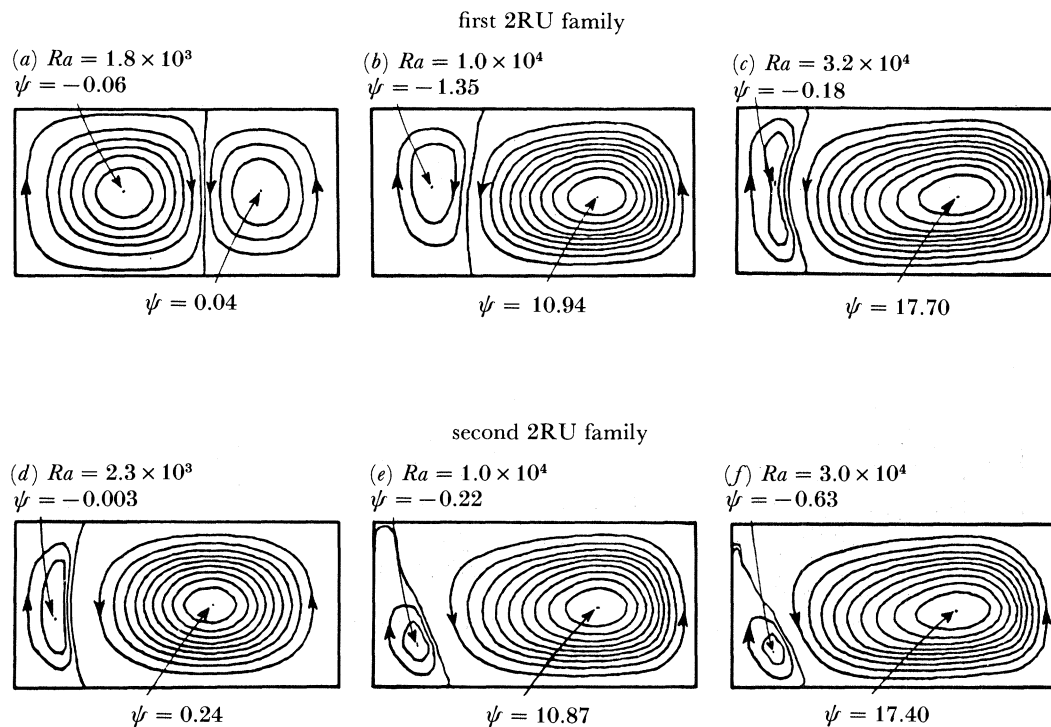 first 2RU family
(a) Ra = 1.8 × 10³
ψ = −0.06
(b) Ra = 1.0 × 10⁴
ψ = −1.35
(c) Ra = 3.2 × 10⁴
ψ = −0.18
ψ = 0.04
ψ = 10.94
ψ = 17.70
second 2RU family
(d) Ra = 2.3 × 10³
ψ = −0.003
(e) Ra = 1.0 × 10⁴
ψ = −0.22
(f) Ra = 3.0 × 10⁴
ψ = −0.63
ψ = 0.24
ψ = 10.87
ψ = 17.40